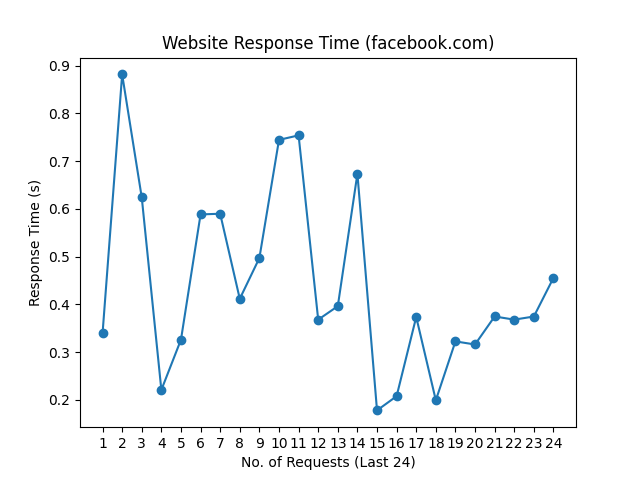 Website Response Time (facebook.com)
0.9
0.8
0.7
0.6
0.5
0.4
0.3
0.2
Response Time (s)
1 2 3 4 5 6 7 8 9 10 11 12 13 14 15 16 17 18 19 20 21 22 23 24
No. of Requests (Last 24)